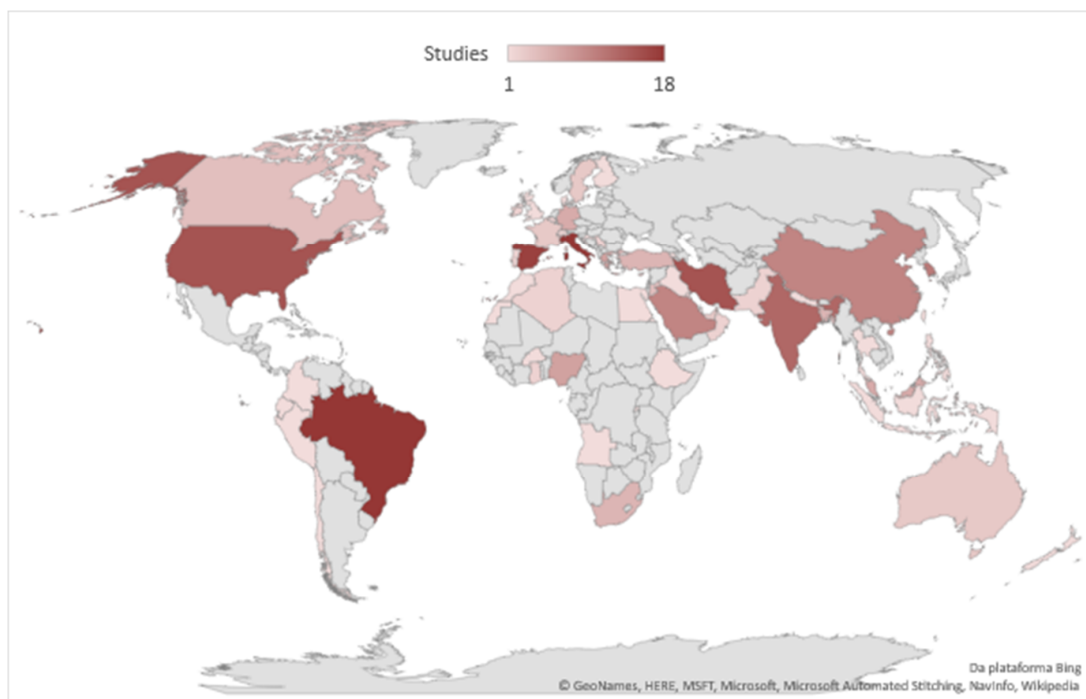 Studies
1 18
Da plataforma Bing
© GeoNames, HERE, MSFT, Microsoft, Microsoft Automated Stitching, NavInfo, Wikipedia